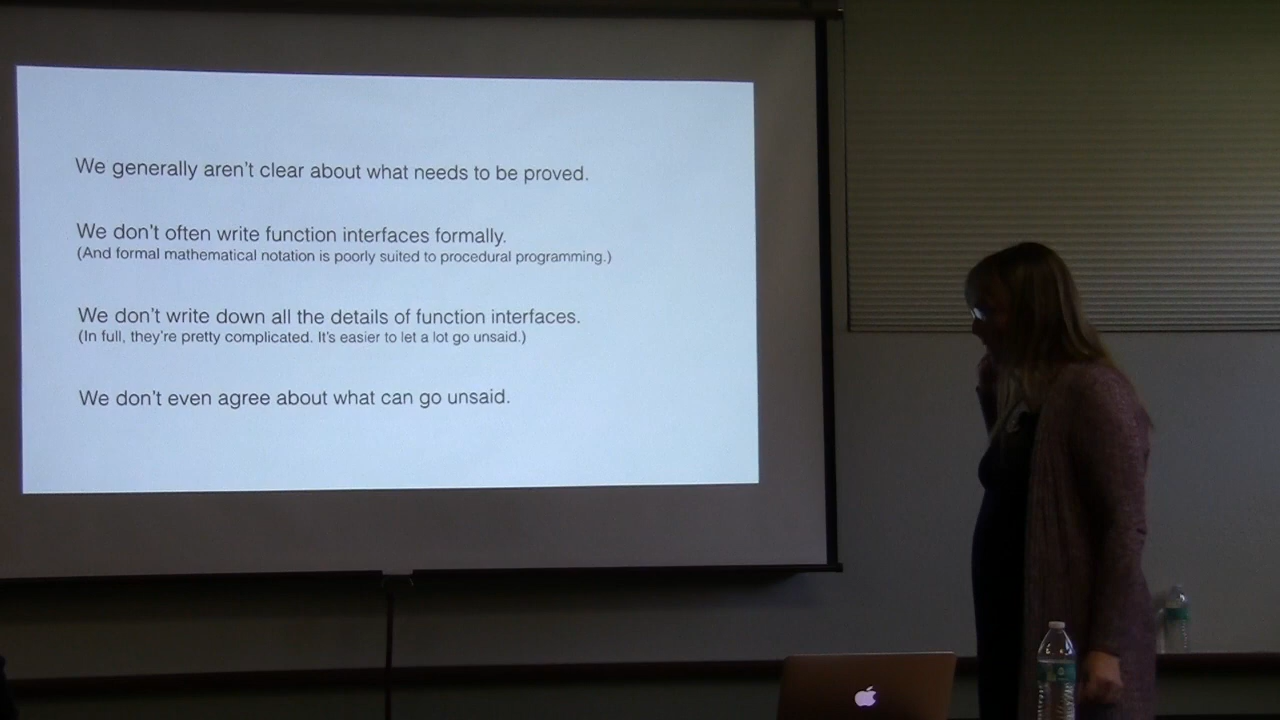 We generally aren't clear about what needs to be proved.
We don't often write function interfaces formally.
(And formal mathematical notation is poorly suited to procedural programming.)
We don't write down all the details of function interfaces.
(In full, they're pretty complicated. It's easier to let a lot go unsaid.)
We don't even agree about what can go unsaid.